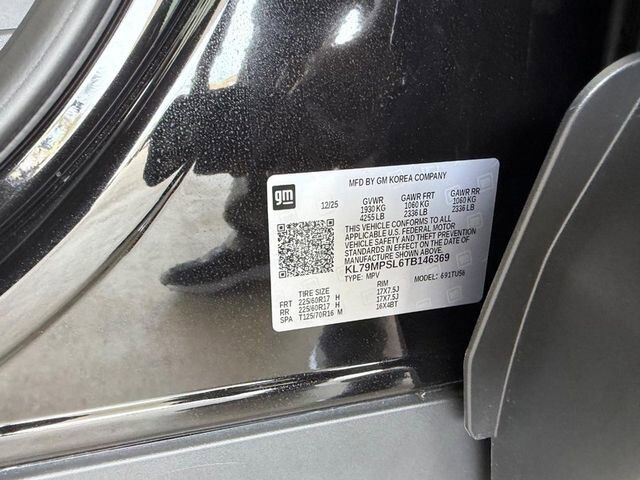 gm
MFD BY GM KOREA COMPANY
12/25 GVWR GAWR FRT GAWR RR
1930 KG 1060 KG 1060 KG
4255 LB 2336 LB 2336 LB
THIS VEHICLE CONFORMS TO ALL
APPLICABLE U.S. FEDERAL MOTOR
VEHICLE SAFETY AND THEFT PREVENTION
STANDARDS IN EFFECT ON THE DATE OF
MANUFACTURE SHOWN ABOVE.
KL79MPSL6TB146369
TYPE: MPV MODEL: 691TUS6
TIRE SIZE RIM
FRT 225/60R17 H 17X7.5J
RR 225/60R17 H 17X7.5J
SPA T125/70R16 M 16X4BT